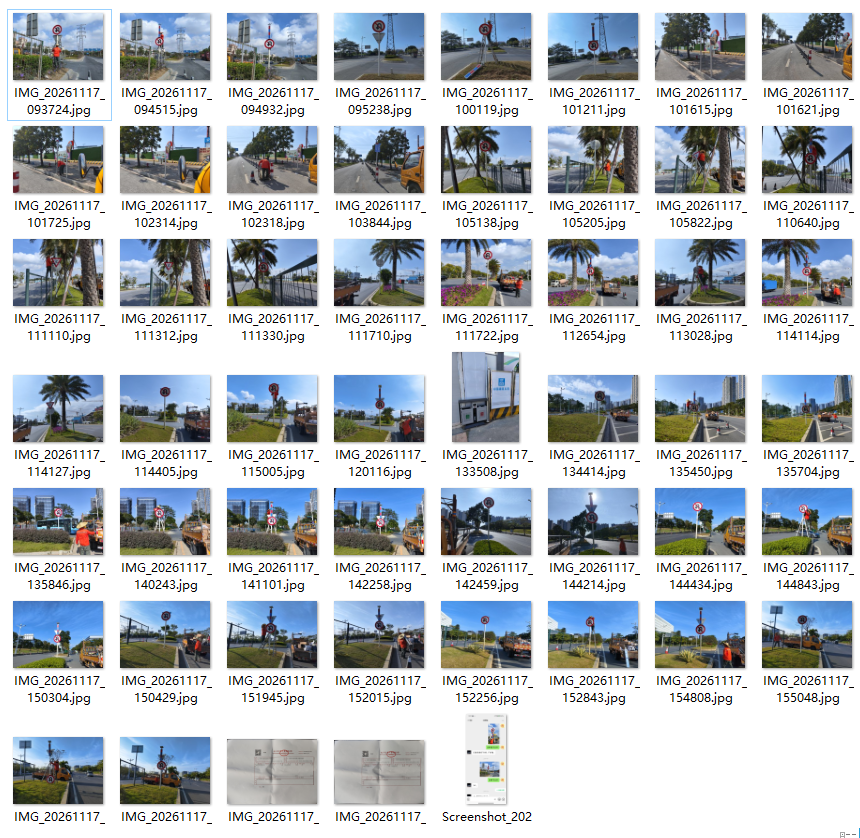 IMG_20261117_ IMG_20261117_ IMG_20261117_ IMG_20261117_ IMG_20261117_ IMG_20261117_ IMG_20261117_ IMG_20261117_
093724.jpg 094515.jpg 094932.jpg 095238.jpg 100119.jpg 101211.jpg 101615.jpg 101621.jpg
IMG_20261117_ IMG_20261117_ IMG_20261117_ IMG_20261117_ IMG_20261117_ IMG_20261117_ IMG_20261117_ IMG_20261117_
101725.jpg 102314.jpg 102318.jpg 103844.jpg 105138.jpg 105205.jpg 105822.jpg 110640.jpg
IMG_20261117_ IMG_20261117_ IMG_20261117_ IMG_20261117_ IMG_20261117_ IMG_20261117_ IMG_20261117_ IMG_20261117_
111110.jpg 111312.jpg 111330.jpg 111710.jpg 111722.jpg 112654.jpg 113028.jpg 114114.jpg
IMG_20261117_ IMG_20261117_ IMG_20261117_ IMG_20261117_ IMG_20261117_ IMG_20261117_ IMG_20261117_ IMG_20261117_
114127.jpg 114405.jpg 115005.jpg 120116.jpg 133508.jpg 134414.jpg 135450.jpg 135704.jpg
IMG_20261117_ IMG_20261117_ IMG_20261117_ IMG_20261117_ IMG_20261117_ IMG_20261117_ IMG_20261117_ IMG_20261117_
135846.jpg 140243.jpg 141101.jpg 142258.jpg 142459.jpg 144214.jpg 144434.jpg 144843.jpg
IMG_20261117_ IMG_20261117_ IMG_20261117_ IMG_20261117_ IMG_20261117_ IMG_20261117_ IMG_20261117_ IMG_20261117_
150304.jpg 150429.jpg 151945.jpg 152015.jpg 152256.jpg 152843.jpg 154808.jpg 155048.jpg
IMG_20261117_ IMG_20261117_ IMG_20261117_ IMG_20261117_ Screenshot_202